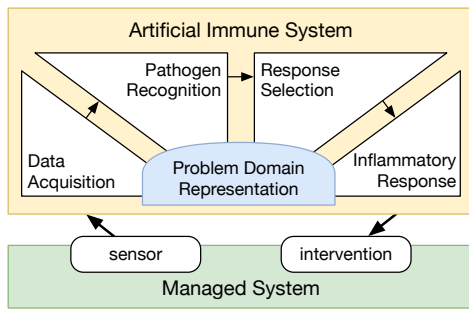 Artificial Immune System
Pathogen
Recognition
Response
Selection
Data
Acquisition
Problem Domain
Representation
Inflammatory
Response
sensor
intervention
Managed System